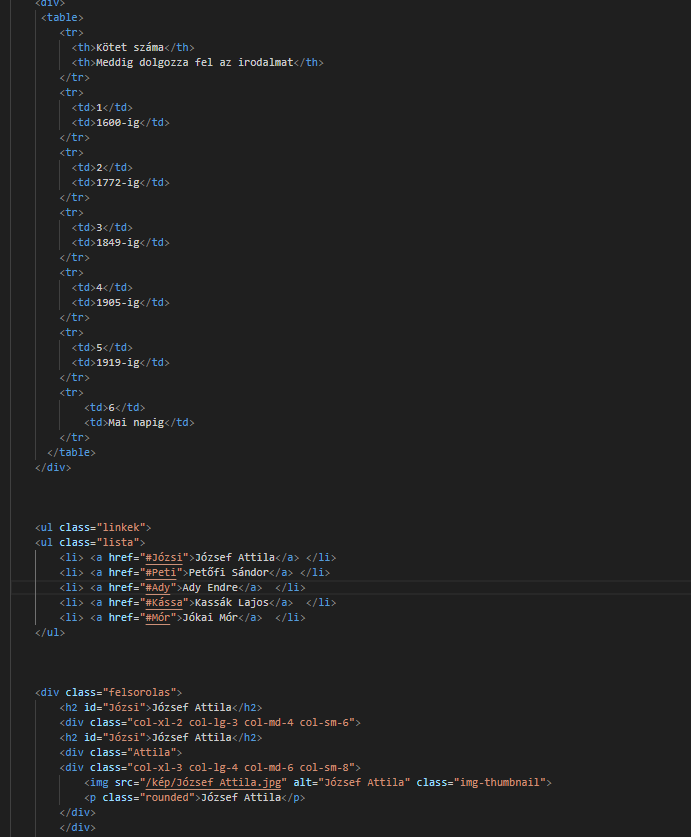 <div>
<table>
<tr>
<th>Kötet száma</th>
<th>Meddig dolgozza fel az irodalmat</th>
</tr>
<tr>
<td>1</td>
<td>1600-ig</td>
</tr>
<tr>
<td>2</td>
<td>1772-ig</td>
</tr>
<tr>
<td>3</td>
<td>1849-ig</td>
</tr>
<tr>
<td>4</td>
<td>1905-ig</td>
</tr>
<tr>
<td>5</td>
<td>1919-ig</td>
</tr>
<tr>
<td>6</td>
<td>Mai napig</td>
</tr>
</table>
</div>
<ul class="linkek">
<ul class="lista">
<li> <a href="#Józsi">József Attila</a> </li>
<li> <a href="#Peti">Petőfi Sándor</a> </li>
<li> <a href="#Ady">Ady Endre</a>  </li>
<li> <a href="#Kássa">Kassák Lajos</a>  </li>
<li> <a href="#Mór">Jókai Mór</a>  </li>
</ul>
<div class="felsorolas">
<h2 id="Józsi">József Attila</h2>
<div class="col-xl-2 col-lg-3 col-md-4 col-sm-6">
<h2 id="Józsi">József Attila</h2>
<div class="Attila">
<div class="col-xl-3 col-lg-4 col-md-6 col-sm-8">
<img src="/kép/József Attila.jpg" alt="József Attila" class="img-thumbnail">
<p class="rounded">József Attila</p>
</div>
</div>